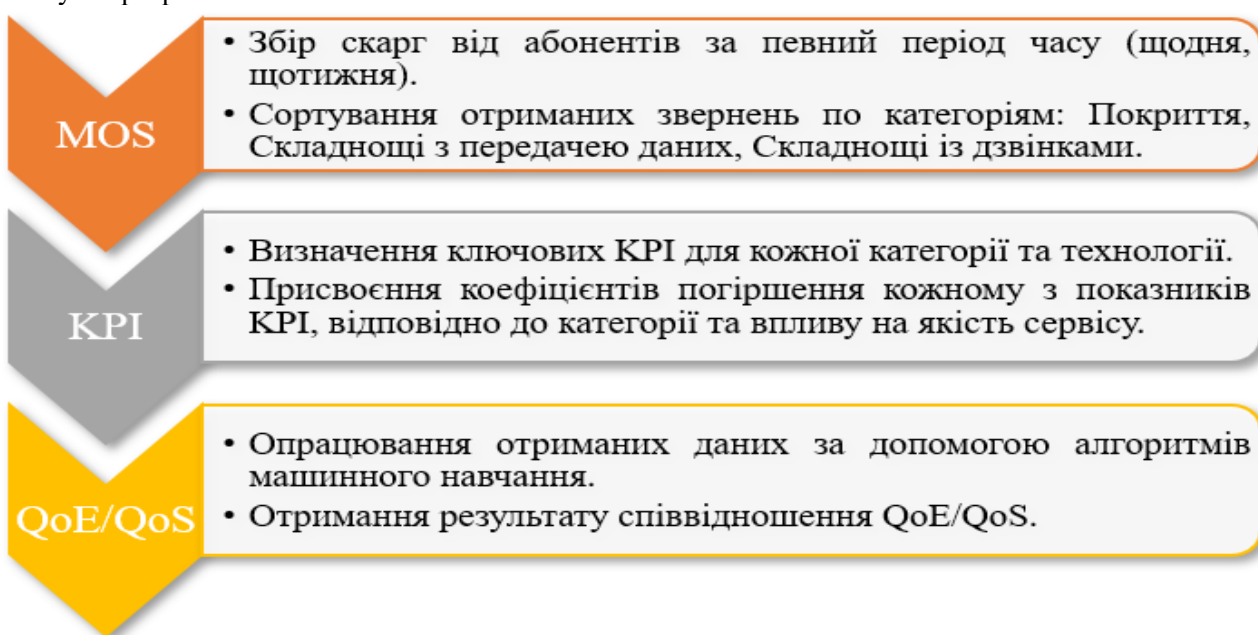 MOS
• Збір скарг від абонентів за певний період часу (щодня,
щотижня).
• Сортування отриманих звернень по категоріям: Покриття,
Складнощі з передачею даних, Складнощі із дзвінками.
KPI
• Визначення ключових KPI для кожної категорії та технології.
• Присвоєння коефіцієнтів погіршення кожному з показників
KPI, відповідно до категорії та впливу на якість сервісу.
QoE/QoS
• Опрацювання отриманих даних за допомогою алгоритмів
машинного навчання.
• Отримання результату співвідношення QoE/QoS.